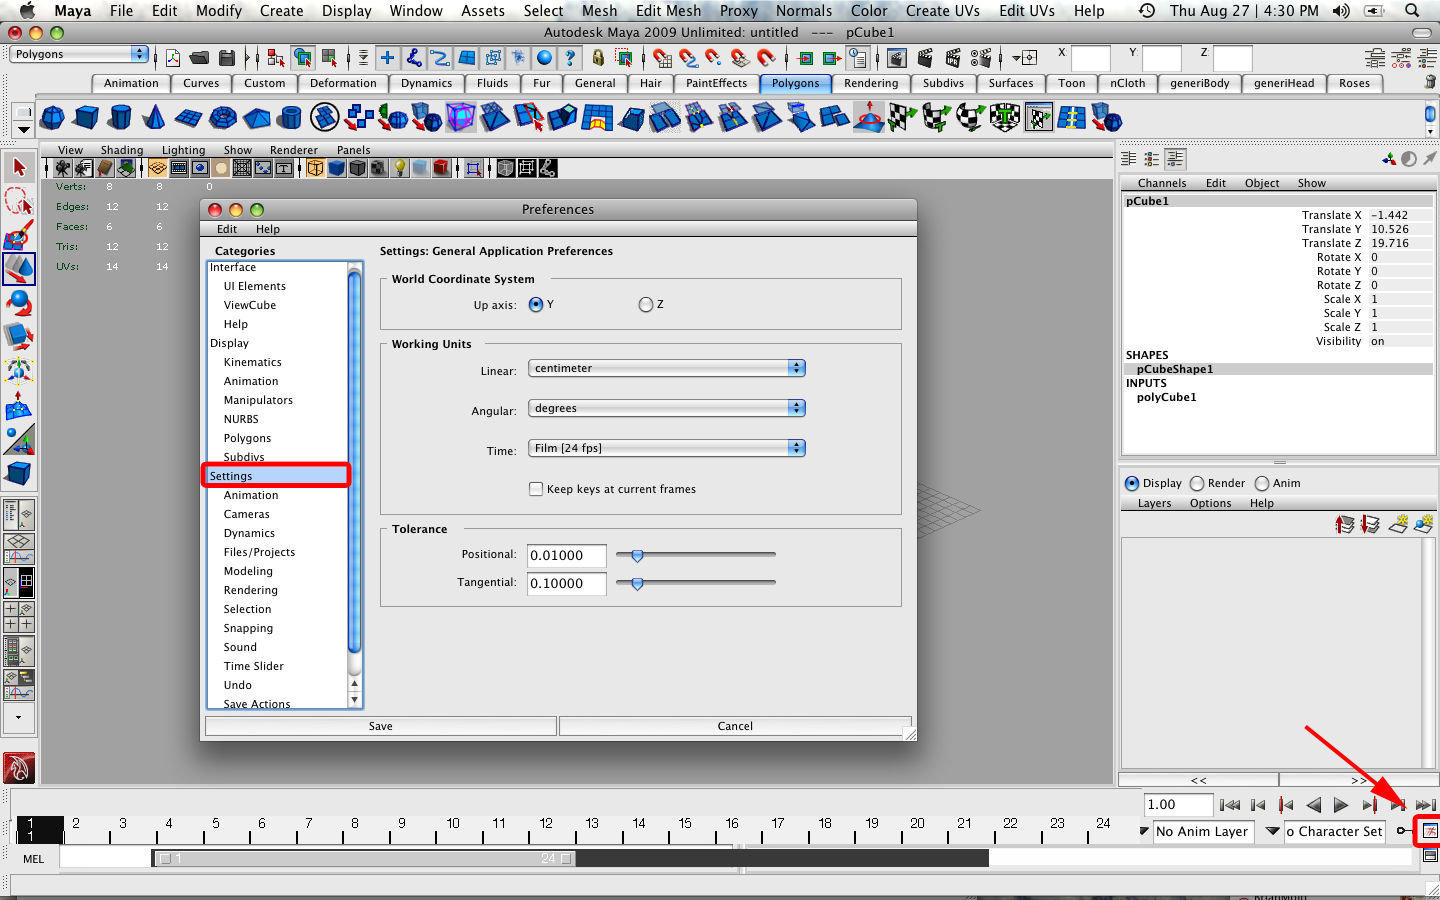 Maya File Edit Modify Create Display Window Assets Select Mesh Edit Mesh Proxy Normals Color Create UVs Edit UVs Help Thu Aug 27 | 4:30 PM
Autodesk Maya 2009 Unlimited: untitled --- pCube1
Polygons X: Y: Z:
Animation Curves Custom Deformation Dynamics Fluids Fur General Hair PaintEffects Polygons Rendering Subdivs Surfaces Toon nCloth generiBody generiHead Roses
View Shading Lighting Show Renderer Panels
Verts: 8 8 0
Edges: 12 12
Faces: 6 6
Tris: 12 12
UVs: 14 14
Preferences
Edit Help
Categories
Interface
UI Elements
ViewCube
Help
Display
Kinematics
Animation
Manipulators
NURBS
Polygons
Subdivs
Settings
Animation
Cameras
Dynamics
Files/Projects
Modeling
Rendering
Selection
Snapping
Sound
Time Slider
Undo
Save Actions
Settings: General Application Preferences
World Coordinate System
Up axis: Y Z
Working Units
Linear: centimeter
Angular: degrees
Time: Film [24 fps]
Keep keys at current frames
Tolerance
Positional: 0.01000
Tangential: 0.10000
Save Cancel
Channels Edit Object Show
pCube1
Translate X -1.442
Translate Y 10.526
Translate Z 19.716
Rotate X 0
Rotate Y 0
Rotate Z 0
Scale X 1
Scale Y 1
Scale Z 1
Visibility on
SHAPES
pCubeShape1
INPUTS
polyCube1
Display Render Anim
Layers Options Help
<< >>
1.00
1 2 3 4 5 6 7 8 9 10 11 12 13 14 15 16 17 18 19 20 21 22 23 24
1
No Anim Layer o Character Set
MEL 1 24